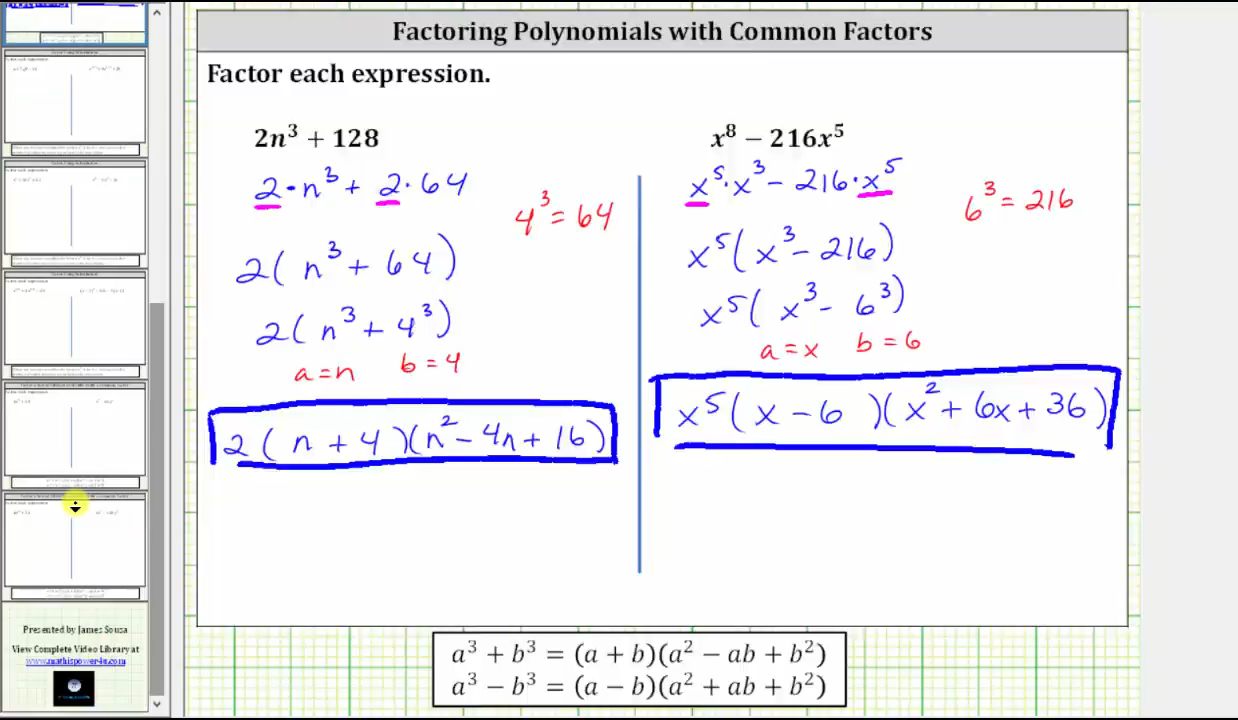 Factoring Polynomials with Common Factors
Factor each expression.
2n³ + 128
2·n³ + 2·64
4³ = 64
2(n³ + 64)
2(n³ + 4³)
a = n b = 4
2(n + 4)(n² - 4n + 16)
x⁸ − 216x⁵
x⁵·x³ - 216·x⁵
6³ = 216
x⁵(x³ - 216)
x⁵(x³ - 6³)
a = x b = 6
x⁵(x - 6)(x² + 6x + 36)
a³ + b³ = (a + b)(a² − ab + b²)
a³ − b³ = (a − b)(a² + ab + b²)
Presented by James Sousa
View Complete Video Library at
www.mathispower4u.com